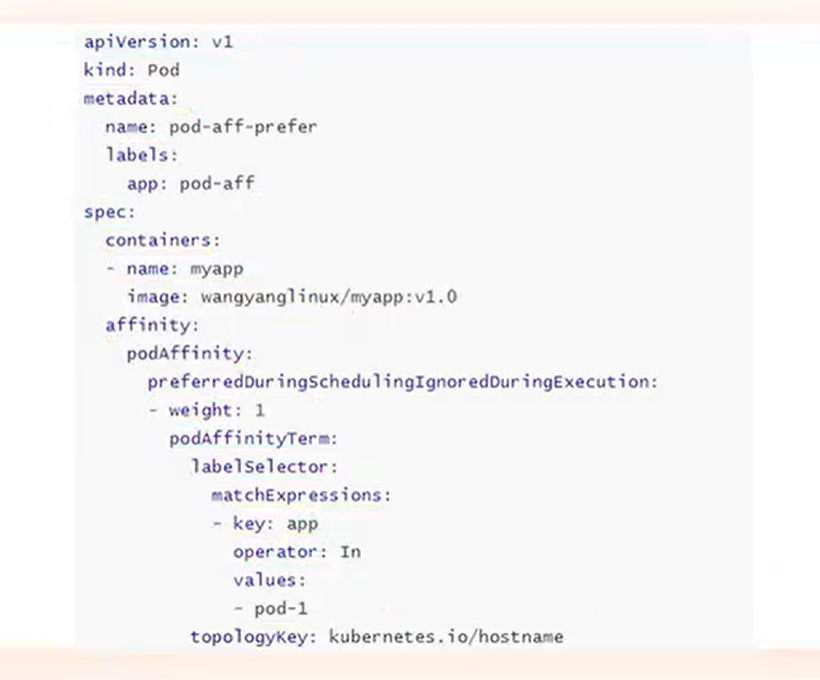 apiVersion: v1
kind: Pod
metadata:
  name: pod-aff-prefer
  labels:
    app: pod-aff
spec:
  containers:
  - name: myapp
    image: wangyanglinux/myapp:v1.0
  affinity:
    podAffinity:
      preferredDuringSchedulingIgnoredDuringExecution:
      - weight: 1
        podAffinityTerm:
          labelSelector:
            matchExpressions:
            - key: app
              operator: In
              values:
              - pod-1
          topologyKey: kubernetes.io/hostname